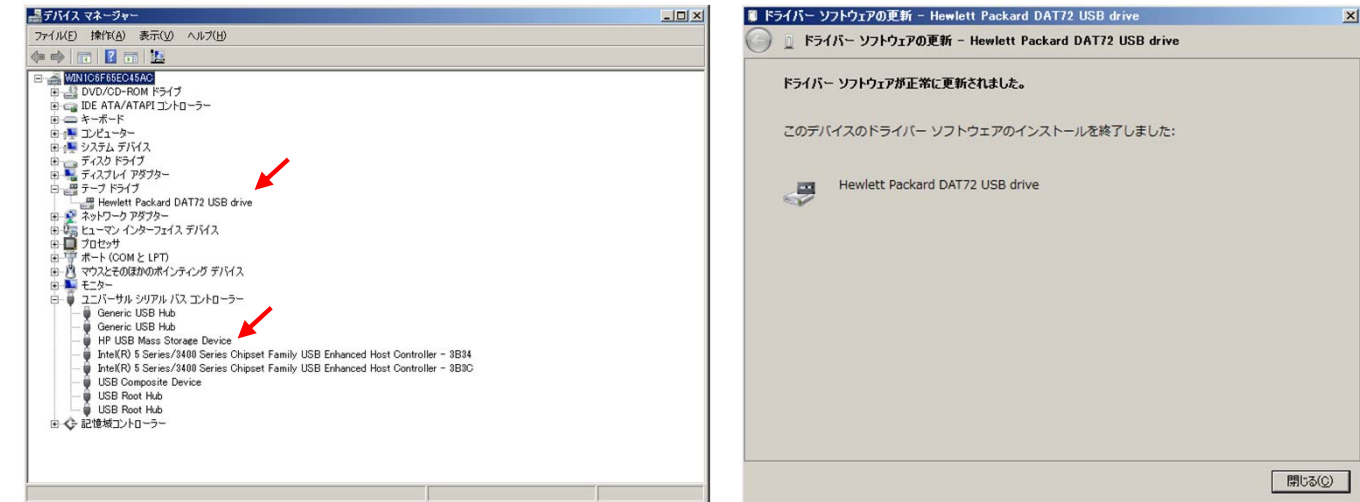 デバイス マネージャー
ファイル(F) 操作(A) 表示(V) ヘルプ(H)
WIN1C6F65EC45AC
DVD/CD-ROM ドライブ
IDE ATA/ATAPI コントローラー
キーボード
コンピューター
システム デバイス
ディスク ドライブ
ディスプレイ アダプター
テープ ドライブ
Hewlett Packard DAT72 USB drive
ネットワーク アダプター
ヒューマン インターフェイス デバイス
プロセッサ
ポート (COM と LPT)
マウスとそのほかのポインティング デバイス
モニター
ユニバーサル シリアル バス コントローラー
Generic USB Hub
Generic USB Hub
HP USB Mass Storage Device
Intel(R) 5 Series/3400 Series Chipset Family USB Enhanced Host Controller - 3B34
Intel(R) 5 Series/3400 Series Chipset Family USB Enhanced Host Controller - 3B3C
USB Composite Device
USB Root Hub
USB Root Hub
記憶域コントローラー
ドライバー ソフトウェアの更新 - Hewlett Packard DAT72 USB drive
ドライバー ソフトウェアの更新 - Hewlett Packard DAT72 USB drive
ドライバー ソフトウェアが正常に更新されました。
このデバイスのドライバー ソフトウェアのインストールを終了しました:
Hewlett Packard DAT72 USB drive
閉じる(C)